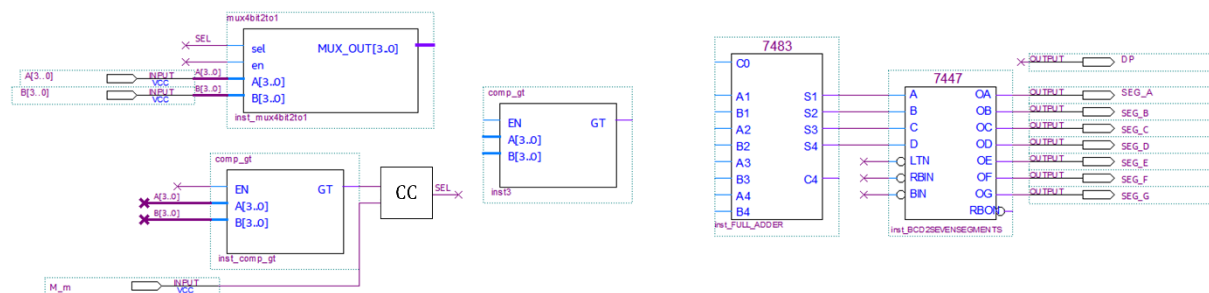 mux4bit2to1
SEL
sel
MUX_OUT[3..0]
en
A[3..0]
INPUT
VCC
A[3..0]
A[3..0]
B[3..0]
INPUT
VCC
B[3..0]
B[3..0]
inst_mux4bit2to1
comp_gt
EN
GT
A[3..0]
B[3..0]
inst3
comp_gt
EN
GT
A[3..0]
A[3..0]
B[3..0]
B[3..0]
inst_comp_gt
CC
SEL
M_m
INPUT
VCC
7483
C0
A1
S1
B1
S2
A2
S3
B2
S4
A3
B3
C4
A4
B4
inst_FULL_ADDER
7447
A
OA
B
OB
C
OC
D
OD
LTN
OE
RBIN
OF
BIN
OG
RBON
inst_BCD2SEVENSEGMENTS
OUTPUT
DP
OUTPUT
SEG_A
OUTPUT
SEG_B
OUTPUT
SEG_C
OUTPUT
SEG_D
OUTPUT
SEG_E
OUTPUT
SEG_F
OUTPUT
SEG_G